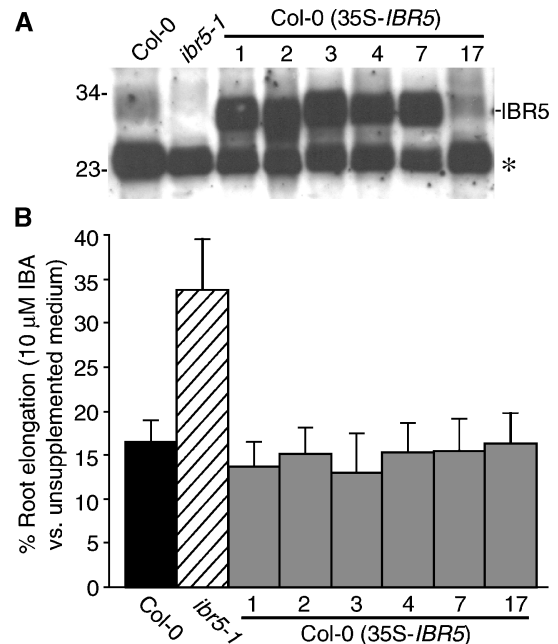 A
Col-0
ibr5-1
Col-0 (35S-IBR5)
1 2 3 4 7 17
34-
-IBR5
23-
*
B
% Root elongation (10 µM IBA
vs. unsupplemented medium)
40
35
30
25
20
15
10
5
0
Col-0
ibr5-1
1 2 3 4 7 17
Col-0 (35S-IBR5)